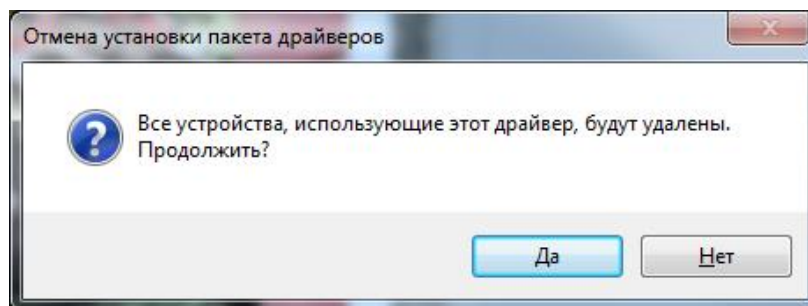 Отмена установки пакета драйверов
Все устройства, использующие этот драйвер, будут удалены.
Продолжить?
Да
Нет